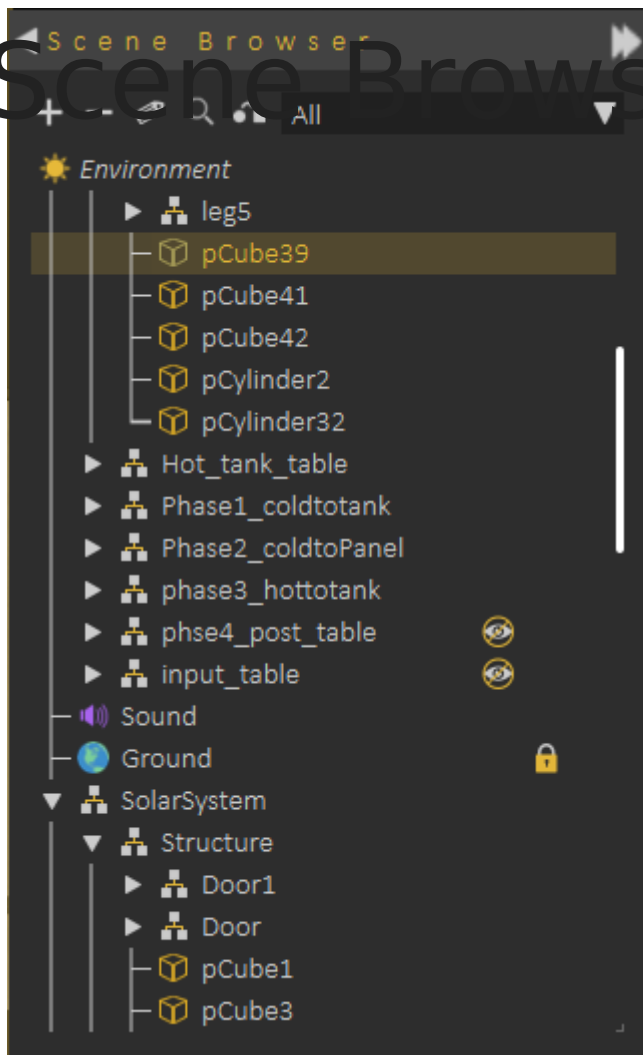 Scene Browser
Scene Brows
All
Environment
leg5
pCube39
pCube41
pCube42
pCylinder2
pCylinder32
Hot_tank_table
Phase1_coldtotank
Phase2_coldtoPanel
phase3_hottotank
phse4_post_table
input_table
Sound
Ground
SolarSystem
Structure
Door1
Door
pCube1
pCube3